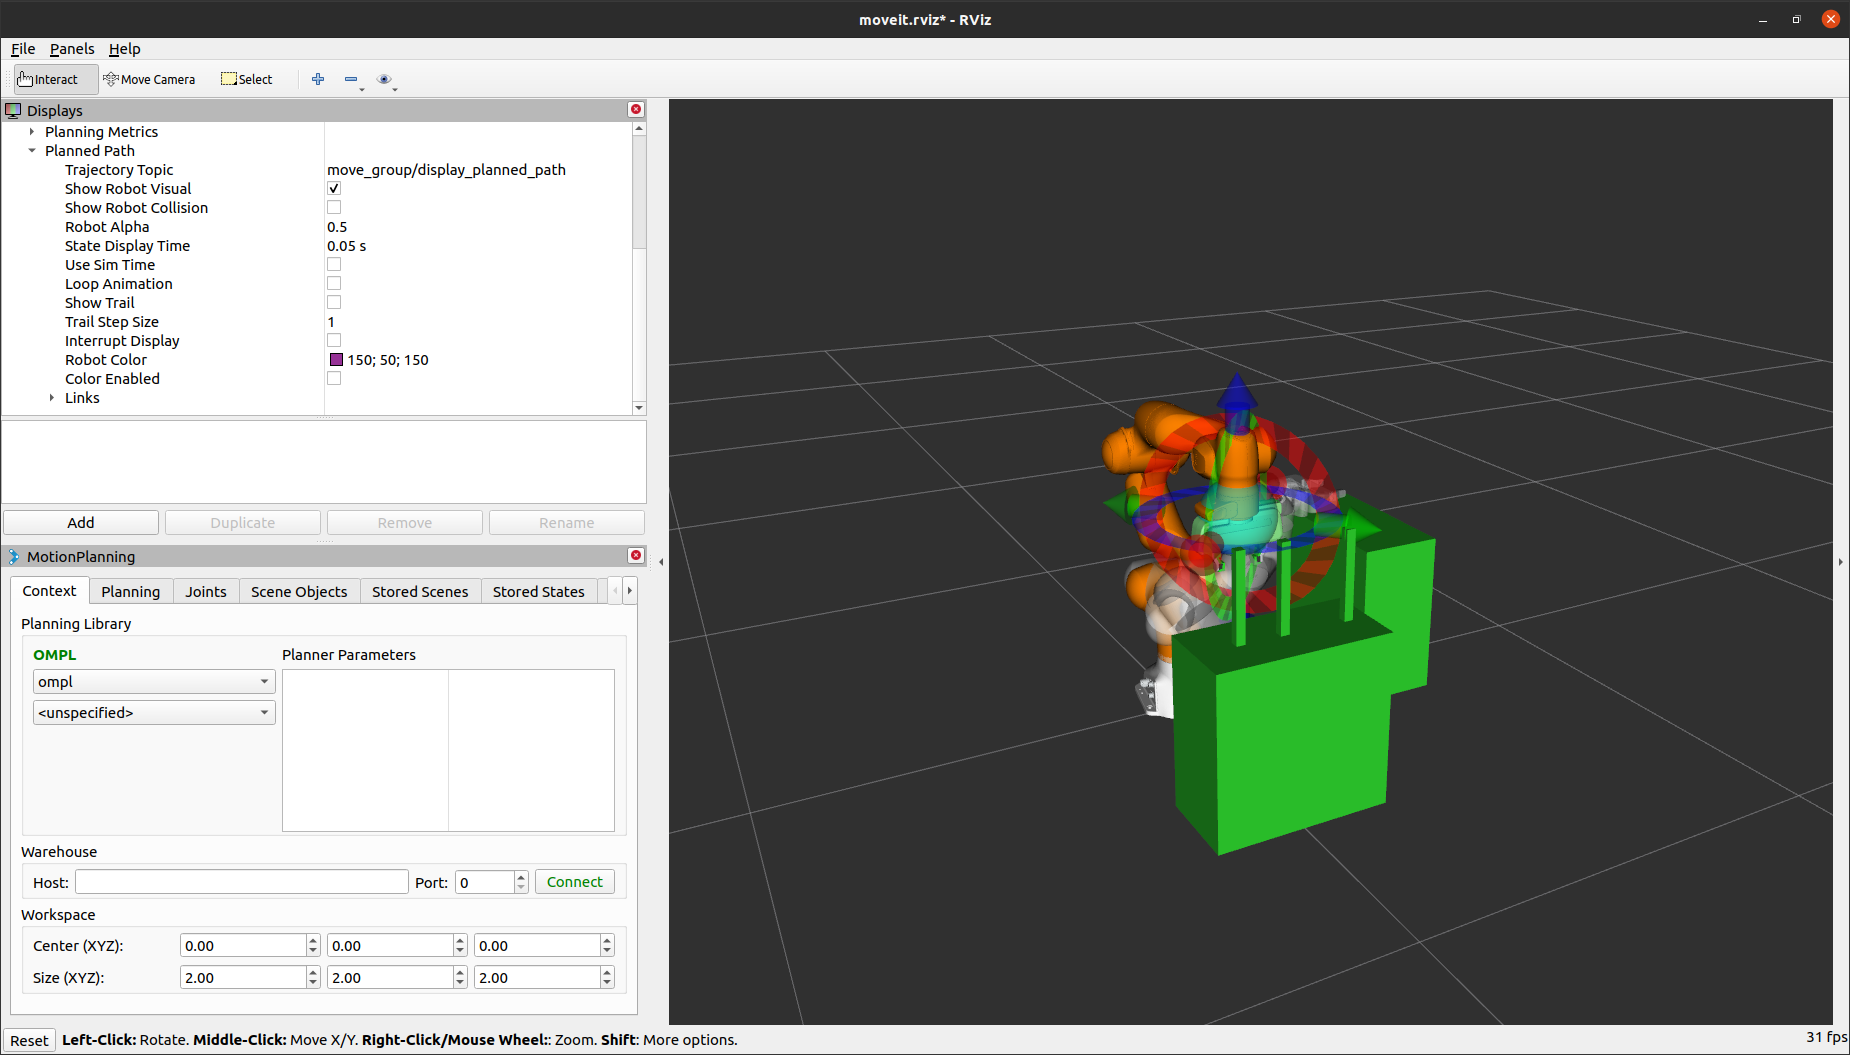 moveit.rviz* - RViz
File Panels Help
Interact Move Camera Select
Displays
Planning Metrics
Planned Path
Trajectory Topic move_group/display_planned_path
Show Robot Visual
Show Robot Collision
Robot Alpha 0.5
State Display Time 0.05 s
Use Sim Time
Loop Animation
Show Trail
Trail Step Size 1
Interrupt Display
Robot Color 150; 50; 150
Color Enabled
Links
Add Duplicate Remove Rename
MotionPlanning
Context Planning Joints Scene Objects Stored Scenes Stored States
Planning Library
OMPL Planner Parameters
ompl
<unspecified>
Warehouse
Host: Port: 0 Connect
Workspace
Center (XYZ): 0.00 0.00 0.00
Size (XYZ): 2.00 2.00 2.00
Reset Left-Click: Rotate. Middle-Click: Move X/Y. Right-Click/Mouse Wheel:: Zoom. Shift: More options. 31 fps